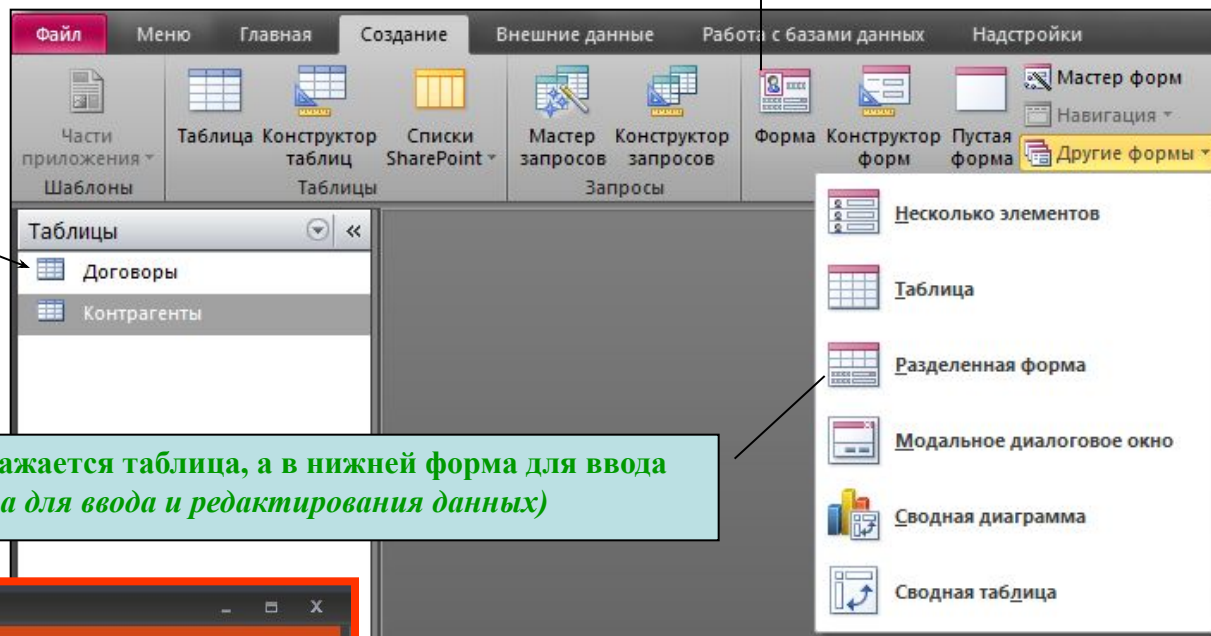 Файл Меню Главная Создание Внешние данные Работа с базами данных Надстройки
Части приложения
Шаблоны
Таблица
Конструктор таблиц
Списки SharePoint
Таблицы
Мастер запросов
Конструктор запросов
Запросы
Форма
Конструктор форм
Пустая форма
Мастер форм
Навигация
Другие формы
Таблицы «
Договоры
Контрагенты
Несколько элементов
Таблица
Разделенная форма
Модальное диалоговое окно
Сводная диаграмма
Сводная таблица
ажается таблица, а в нижней форма для ввода
а для ввода и редактирования данных)